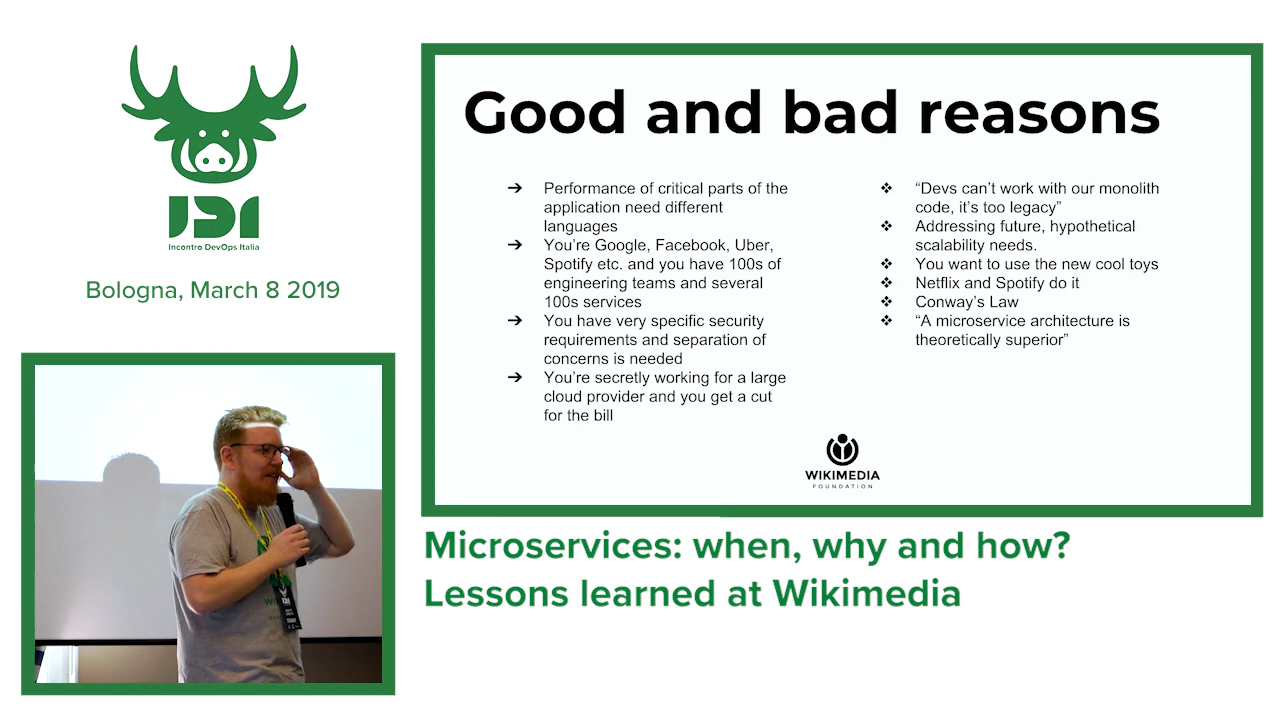 IDI
Incontro DevOps Italia
Bologna, March 8 2019
Good and bad reasons
➔ Performance of critical parts of the
application need different
languages
➔ You’re Google, Facebook, Uber,
Spotify etc. and you have 100s of
engineering teams and several
100s services
➔ You have very specific security
requirements and separation of
concerns is needed
➔ You’re secretly working for a large
cloud provider and you get a cut
for the bill
❖ “Devs can’t work with our monolith
code, it’s too legacy”
❖ Addressing future, hypothetical
scalability needs.
❖ You want to use the new cool toys
❖ Netflix and Spotify do it
❖ Conway’s Law
❖ “A microservice architecture is
theoretically superior”
WIKIMEDIA
FOUNDATION
Microservices: when, why and how?
Lessons learned at Wikimedia